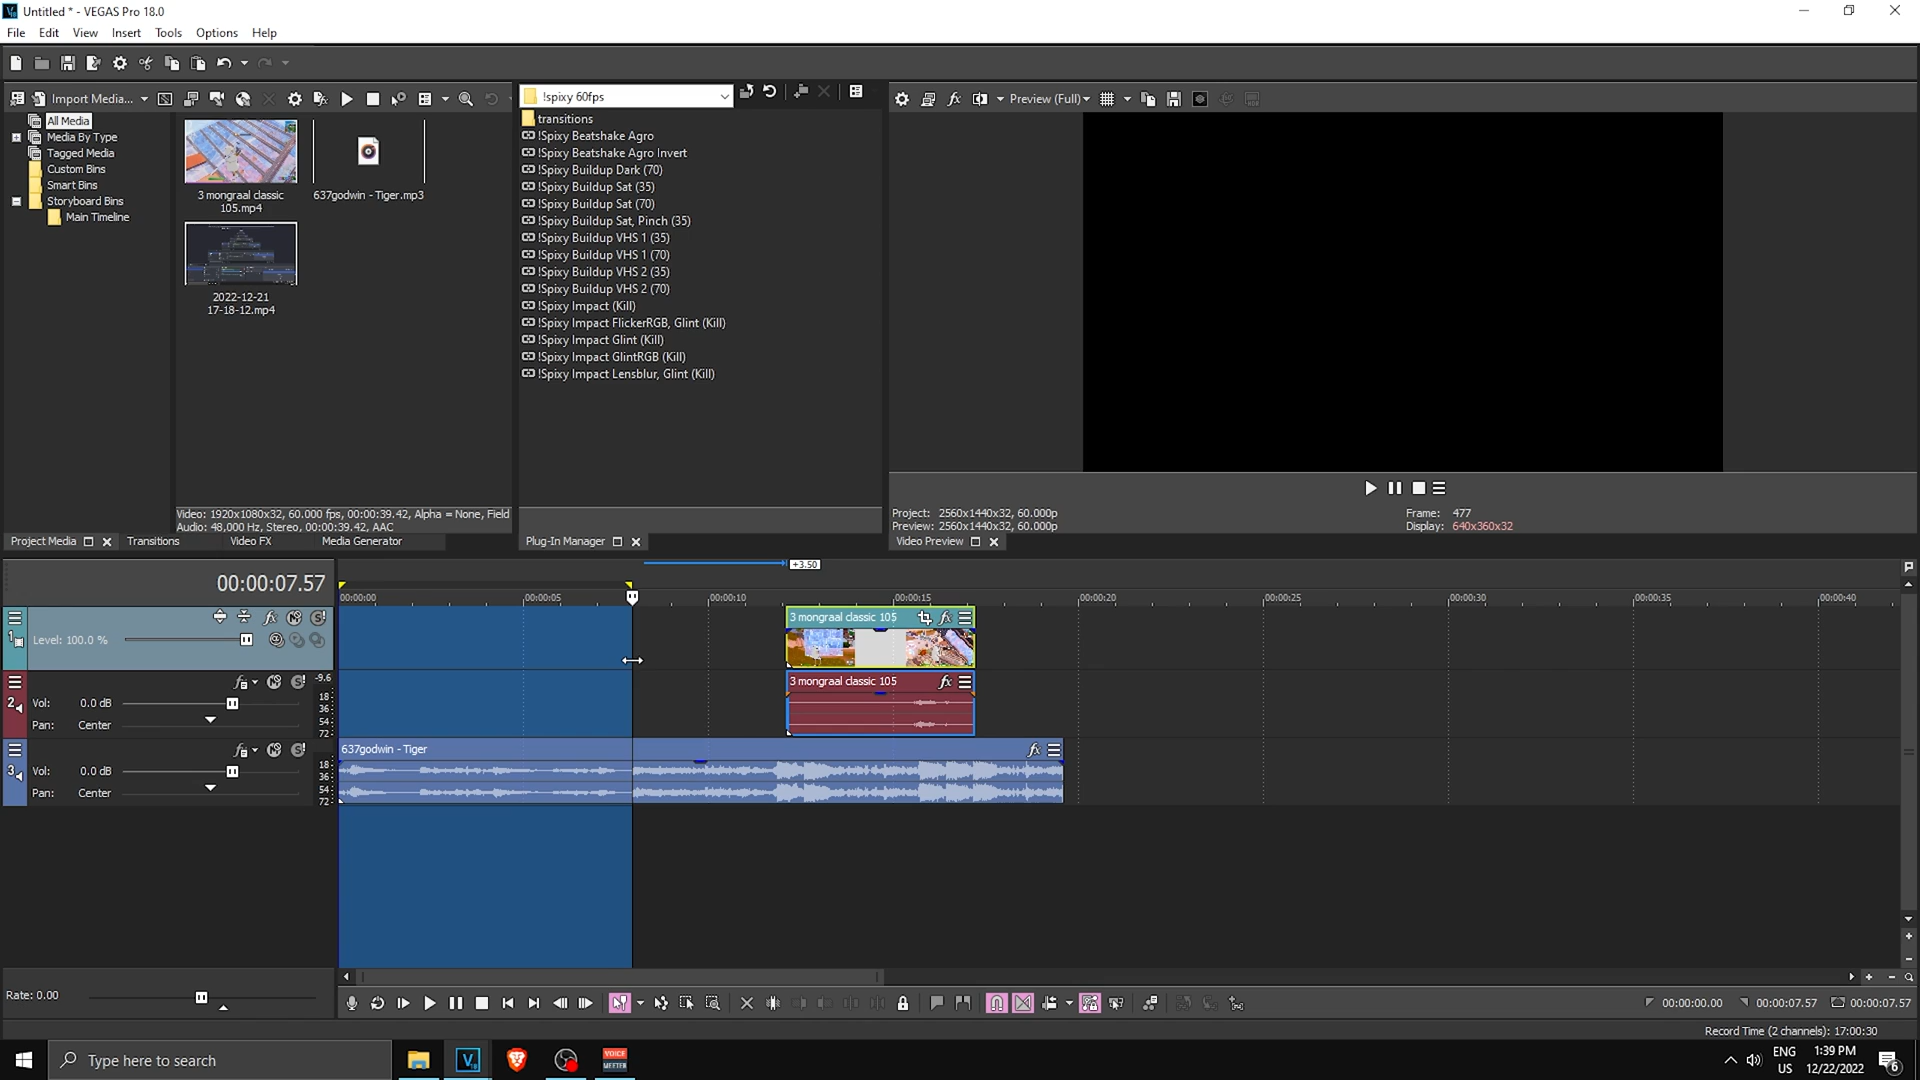 Untitled * - VEGAS Pro 18.0
File Edit View Insert Tools Options Help
Import Media...
All Media
Media By Type
Tagged Media
Custom Bins
Smart Bins
Storyboard Bins
Main Timeline
3 mongraal classic
105.mp4
637godwin - Tiger.mp3
2022-12-21
17-18-12.mp4
Video: 1920x1080x32, 60.000 fps, 00:00:39.42, Alpha = None, Field
Audio: 48,000 Hz, Stereo, 00:00:39.42, AAC
Project Media Transitions Video FX Media Generator
!spixy 60fps
transitions
!Spixy Beatshake Agro
!Spixy Beatshake Agro Invert
!Spixy Buildup Dark (70)
!Spixy Buildup Sat (35)
!Spixy Buildup Sat (70)
!Spixy Buildup Sat, Pinch (35)
!Spixy Buildup VHS 1 (35)
!Spixy Buildup VHS 1 (70)
!Spixy Buildup VHS 2 (35)
!Spixy Buildup VHS 2 (70)
!Spixy Impact (Kill)
!Spixy Impact FlickerRGB, Glint (Kill)
!Spixy Impact Glint (Kill)
!Spixy Impact GlintRGB (Kill)
!Spixy Impact Lensblur, Glint (Kill)
Plug-In Manager
Preview (Full)
Project: 2560x1440x32, 60.000p
Preview: 2560x1440x32, 60.000p
Frame: 477
Display: 640x360x32
Video Preview
00:00:07.57
+3.50
00:00:00 00:00:05 00:00:10 00:00:15 00:00:20 00:00:25 00:00:30 00:00:35 00:00:40
1
Level: 100.0 %
3 mongraal classic 105
2
Vol: 0.0 dB
Pan: Center
-9.6
18
36
54
72
3 mongraal classic 105
3
Vol: 0.0 dB
Pan: Center
18
36
54
72
637godwin - Tiger
Rate: 0.00
00:00:00.00 00:00:07.57 00:00:07.57
Record Time (2 channels): 17:00:30
Type here to search
VOICE
MEETER
ENG
US
1:39 PM
12/22/2022
6